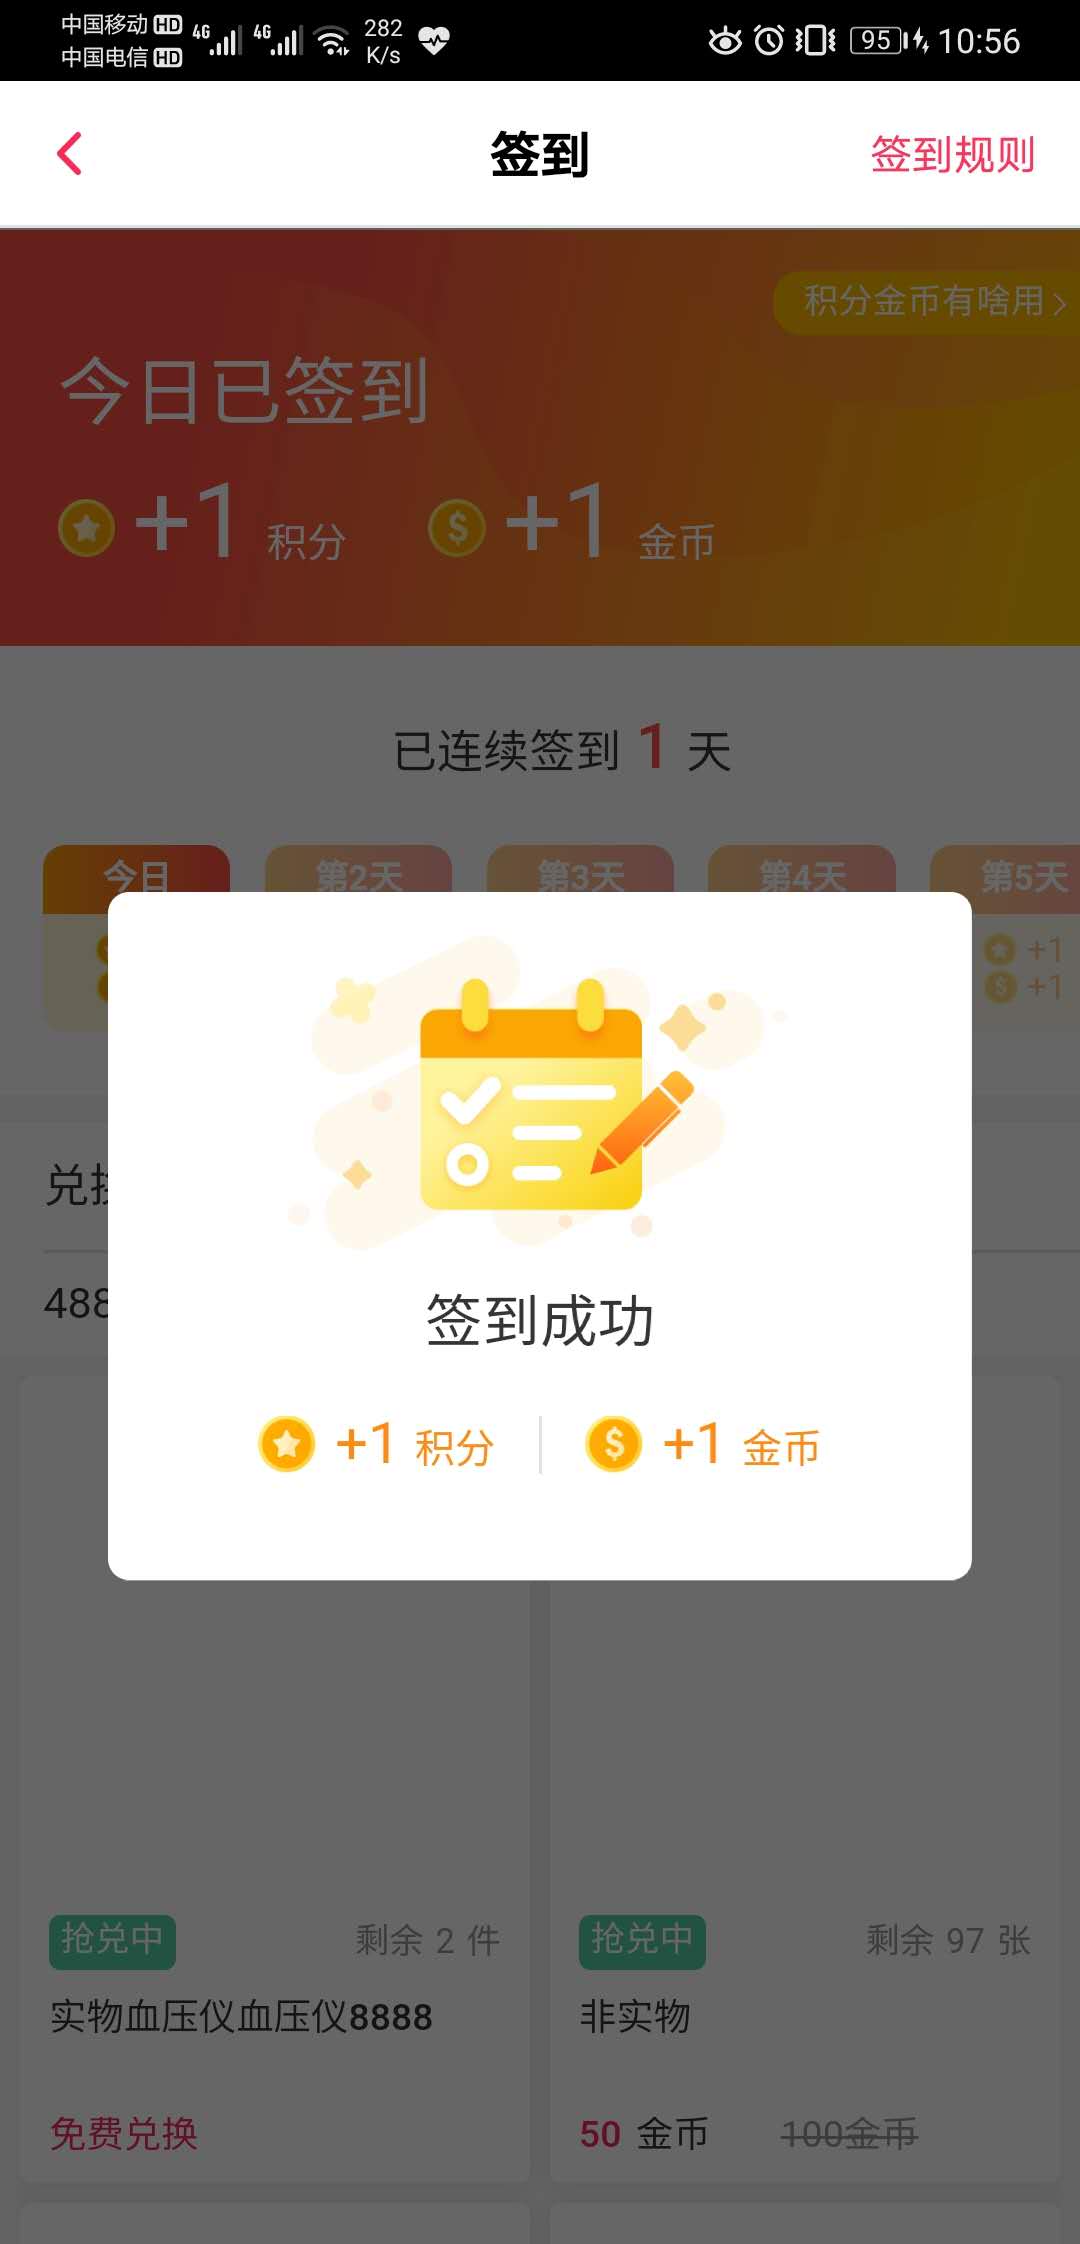 中国移动 HD 4G 4G 282 K/s 95 10:56
中国电信 HD
签到 签到规则
积分金币有啥用
今日已签到
+1 积分 +1 金币
已连续签到 1 天
今日 第2天 第3天 第4天 第5天
+1
+1
兑换
488
签到成功
+1 积分 +1 金币
抢兑中 剩余 2 件
抢兑中 剩余 97 张
实物血压仪血压仪8888
非实物
免费兑换
50 金币 100金币